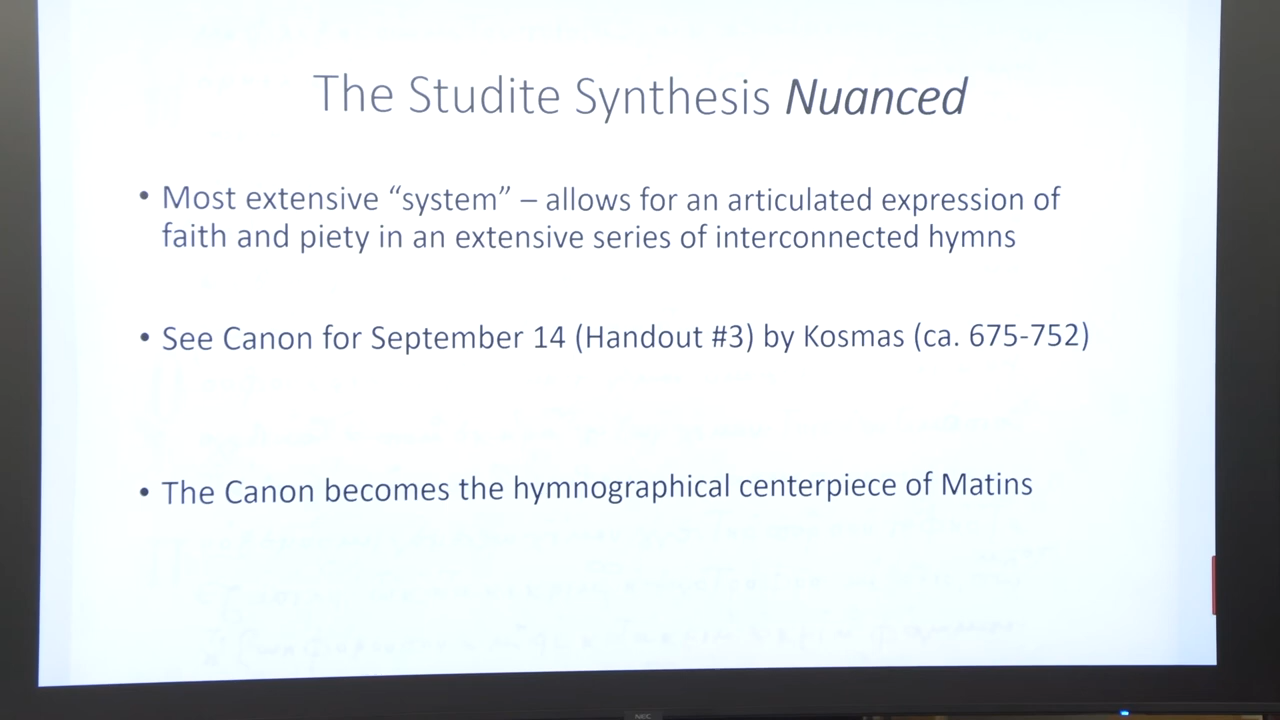 The Studite Synthesis Nuanced
• Most extensive “system” – allows for an articulated expression of
faith and piety in an extensive series of interconnected hymns
• See Canon for September 14 (Handout #3) by Kosmas (ca. 675-752)
• The Canon becomes the hymnographical centerpiece of Matins
NEC